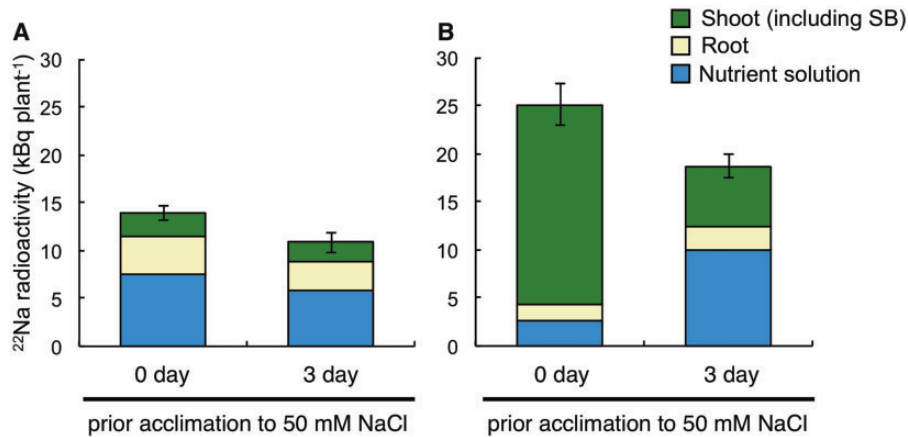 A
B
Shoot (including SB)
Root
Nutrient solution
²²Na radioactivity (kBq plant⁻¹)
30
25
20
15
10
5
0
0 day
3 day
prior acclimation to 50 mM NaCl
30
25
20
15
10
5
0
0 day
3 day
prior acclimation to 50 mM NaCl